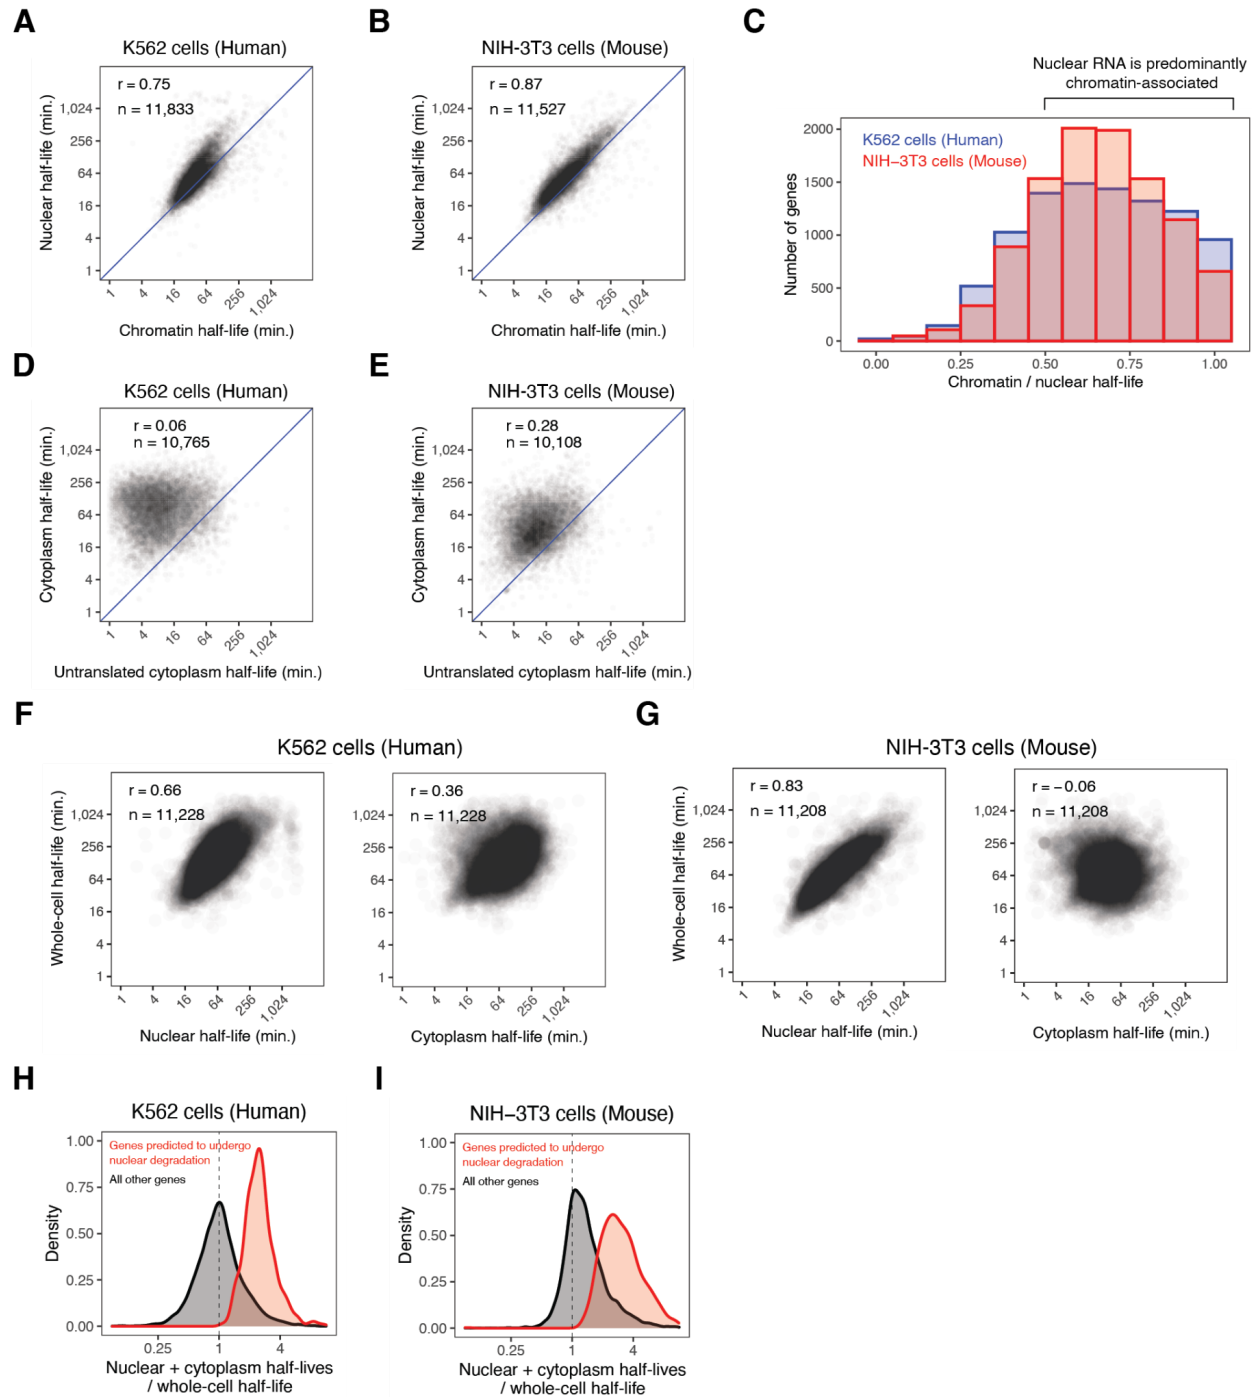 A
K562 cells (Human)
r = 0.75
n = 11,833
1,024
256
64
16
4
1
Nuclear half-life (min.)
1 4 16 64 256 1,024
Chromatin half-life (min.)
B
NIH-3T3 cells (Mouse)
r = 0.87
n = 11,527
1,024
256
64
16
4
1
Nuclear half-life (min.)
1 4 16 64 256 1,024
Chromatin half-life (min.)
C
Nuclear RNA is predominantly
chromatin-associated
K562 cells (Human)
NIH–3T3 cells (Mouse)
2000
1500
1000
500
0
Number of genes
0.00 0.25 0.50 0.75 1.00
Chromatin / nuclear half-life
D
K562 cells (Human)
r = 0.06
n = 10,765
1,024
256
64
16
4
1
Cytoplasm half-life (min.)
1 4 16 64 256 1,024
Untranslated cytoplasm half-life (min.)
E
NIH-3T3 cells (Mouse)
r = 0.28
n = 10,108
1,024
256
64
16
4
1
Cytoplasm half-life (min.)
1 4 16 64 256 1,024
Untranslated cytoplasm half-life (min.)
F
K562 cells (Human)
r = 0.66
n = 11,228
1,024
256
64
16
4
1
Whole-cell half-life (min.)
1 4 16 64 256 1,024
Nuclear half-life (min.)
r = 0.36
n = 11,228
1,024
256
64
16
4
1
1 4 16 64 256 1,024
Cytoplasm half-life (min.)
G
NIH-3T3 cells (Mouse)
r = 0.83
n = 11,208
1,024
256
64
16
4
1
Whole-cell half-life (min.)
1 4 16 64 256 1,024
Nuclear half-life (min.)
r = –0.06
n = 11,208
1,024
256
64
16
4
1
1 4 16 64 256 1,024
Cytoplasm half-life (min.)
H
K562 cells (Human)
Genes predicted to undergo
nuclear degradation
All other genes
1.00
0.75
0.50
0.25
0.00
Density
0.25 1 4
Nuclear + cytoplasm half-lives
/ whole-cell half-life
I
NIH–3T3 cells (Mouse)
Genes predicted to undergo
nuclear degradation
All other genes
1.00
0.75
0.50
0.25
0.00
Density
0.25 1 4
Nuclear + cytoplasm half-lives
/ whole-cell half-life